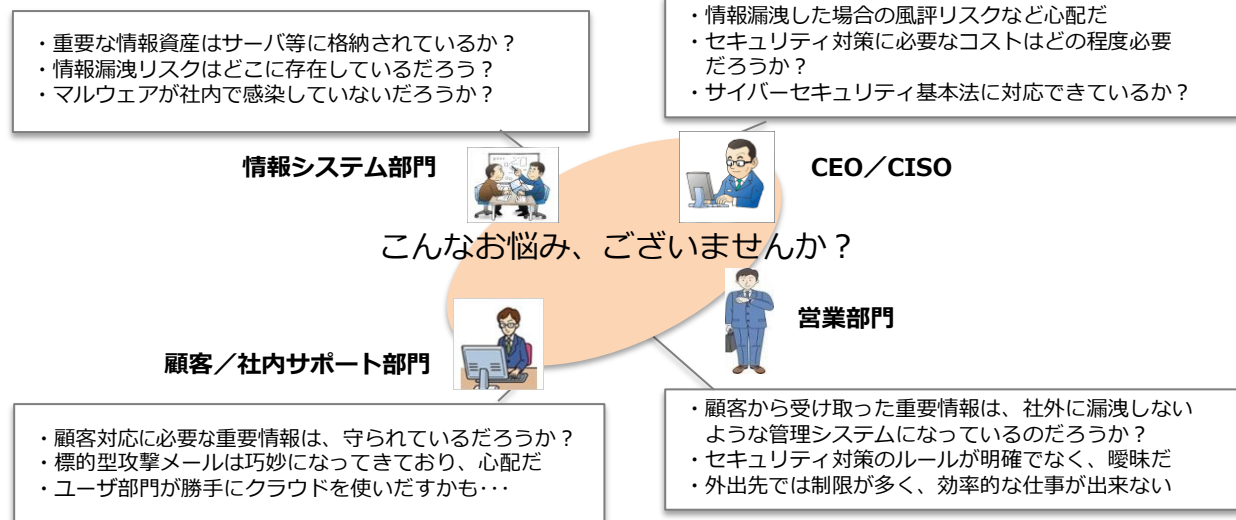 ・重要な情報資産はサーバ等に格納されているか？
・情報漏洩リスクはどこに存在しているだろう？
・マルウェアが社内で感染していないだろうか？
・情報漏洩した場合の風評リスクなど心配だ
・セキュリティ対策に必要なコストはどの程度必要
だろうか？
・サイバーセキュリティ基本法に対応できているか？
情報システム部門
CEO／CISO
こんなお悩み、ございませんか？
営業部門
顧客／社内サポート部門
・顧客対応に必要な重要情報は、守られているだろうか？
・標的型攻撃メールは巧妙になってきており、心配だ
・ユーザ部門が勝手にクラウドを使いだすかも･･･
・顧客から受け取った重要情報は、社外に漏洩しない
ような管理システムになっているのだろうか？
・セキュリティ対策のルールが明確でなく、曖昧だ
・外出先では制限が多く、効率的な仕事が出来ない